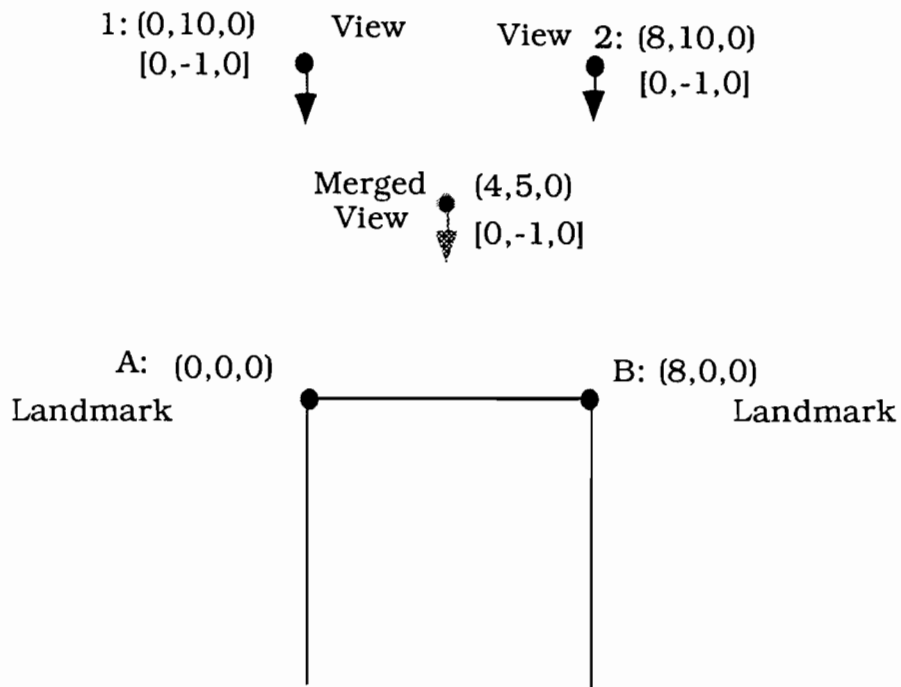 1: (0,10,0) View
[0,-1,0]
View 2: (8,10,0)
[0,-1,0]
Merged
View
(4,5,0)
[0,-1,0]
A: (0,0,0)
Landmark
B: (8,0,0)
Landmark